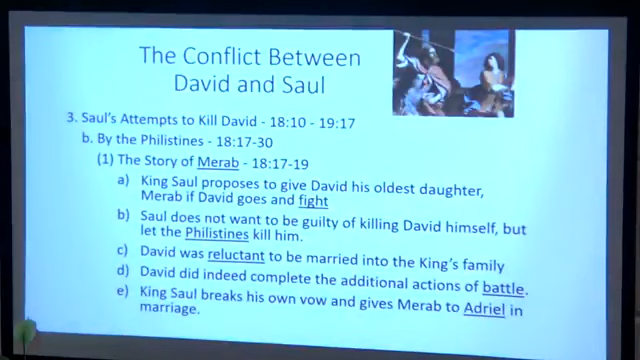 The Conflict Between
David and Saul
3. Saul's Attempts to Kill David - 18:10 - 19:17
b. By the Philistines - 18:17-30
(1) The Story of Merab - 18:17-19
a) King Saul proposes to give David his oldest daughter,
Merab if David goes and fight
b) Saul does not want to be guilty of killing David himself, but
let the Philistines kill him.
c) David was reluctant to be married into the King's family
d) David did indeed complete the additional actions of battle.
e) King Saul breaks his own vow and gives Merab to Adriel in
marriage.